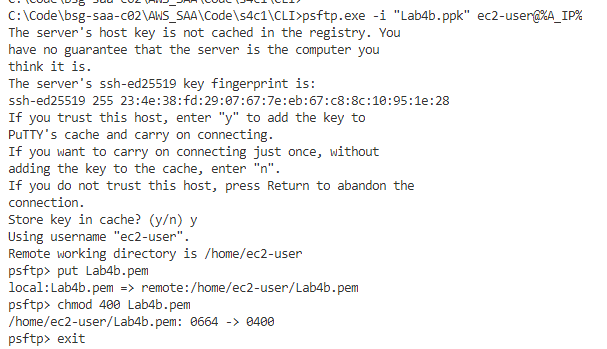 C:\Code\bsg-saa-c02\AWS_SAA\Code\s4c1\CLI>psftp.exe -i "Lab4b.ppk" ec2-user@%A_IP%
The server's host key is not cached in the registry. You
have no guarantee that the server is the computer you
think it is.
The server's ssh-ed25519 key fingerprint is:
ssh-ed25519 255 23:4e:38:fd:29:07:67:7e:eb:67:c8:8c:10:95:1e:28
If you trust this host, enter "y" to add the key to
PuTTY's cache and carry on connecting.
If you want to carry on connecting just once, without
adding the key to the cache, enter "n".
If you do not trust this host, press Return to abandon the
connection.
Store key in cache? (y/n) y
Using username "ec2-user".
Remote working directory is /home/ec2-user
psftp> put Lab4b.pem
local:Lab4b.pem => remote:/home/ec2-user/Lab4b.pem
psftp> chmod 400 Lab4b.pem
/home/ec2-user/Lab4b.pem: 0664 -> 0400
psftp> exit